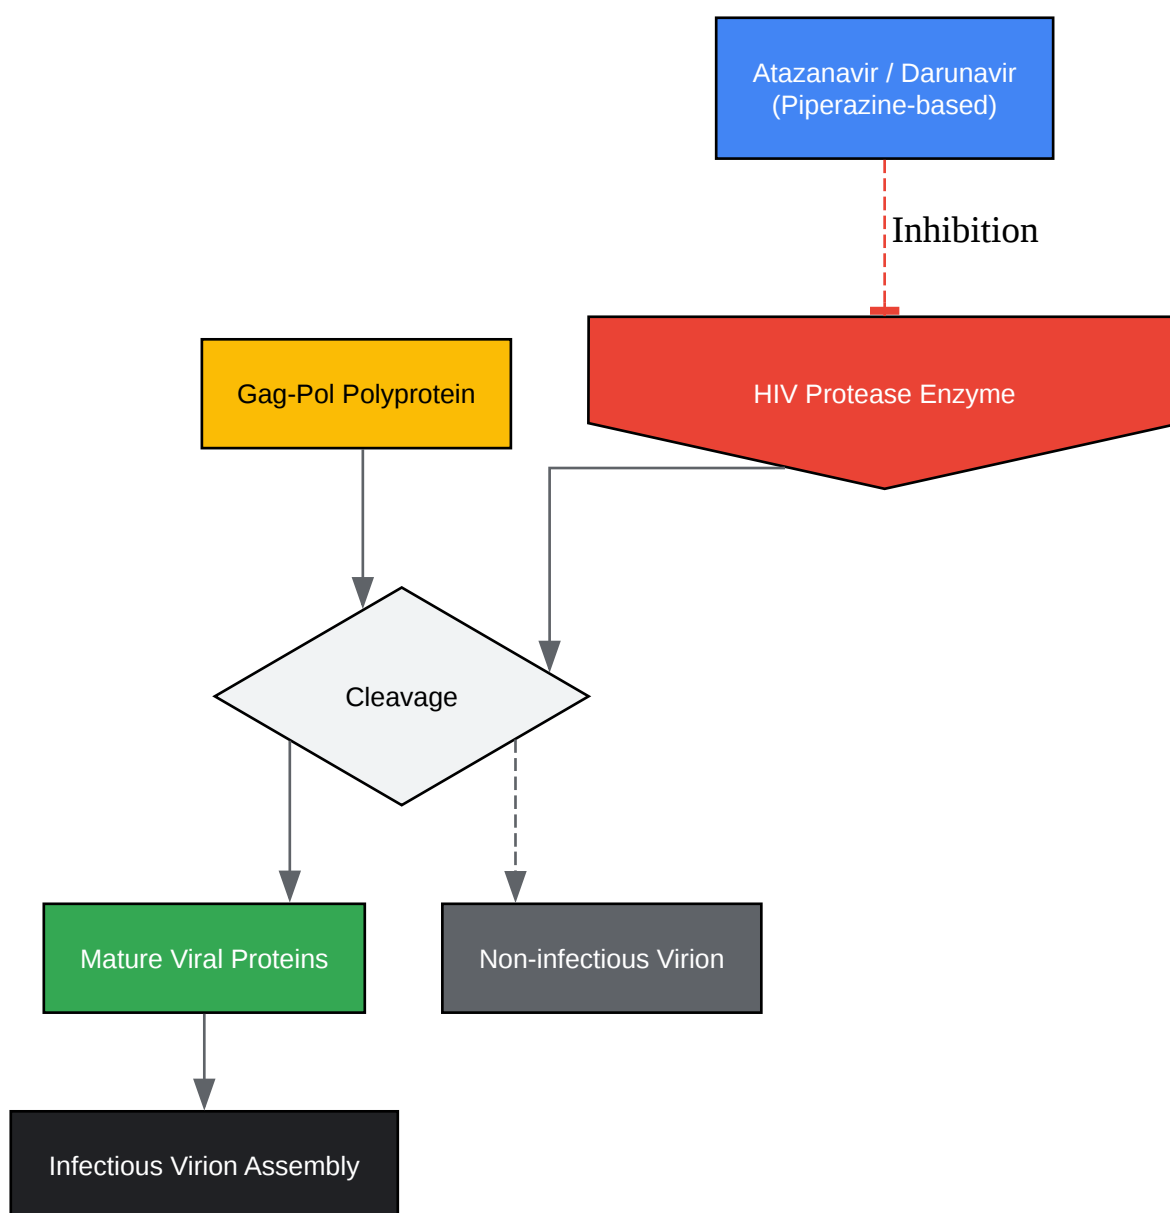 Atazanavir / Darunavir
(Piperazine-based)
Inhibition
Gag-Pol Polyprotein
HIV Protease Enzyme
Cleavage
Mature Viral Proteins
Non-infectious Virion
Infectious Virion Assembly